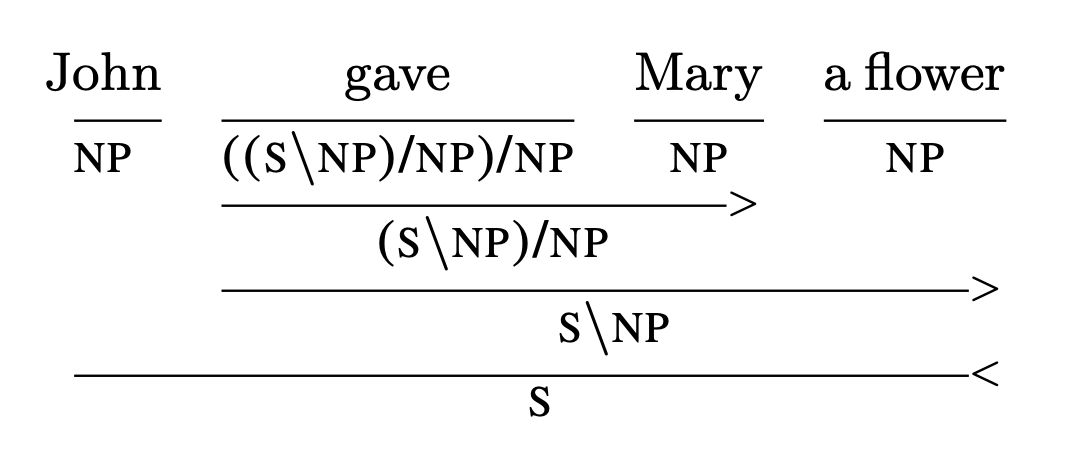 John gave Mary a flower
NP ((S\NP)/NP)/NP NP NP
>
(S\NP)/NP
>
S\NP
<
S